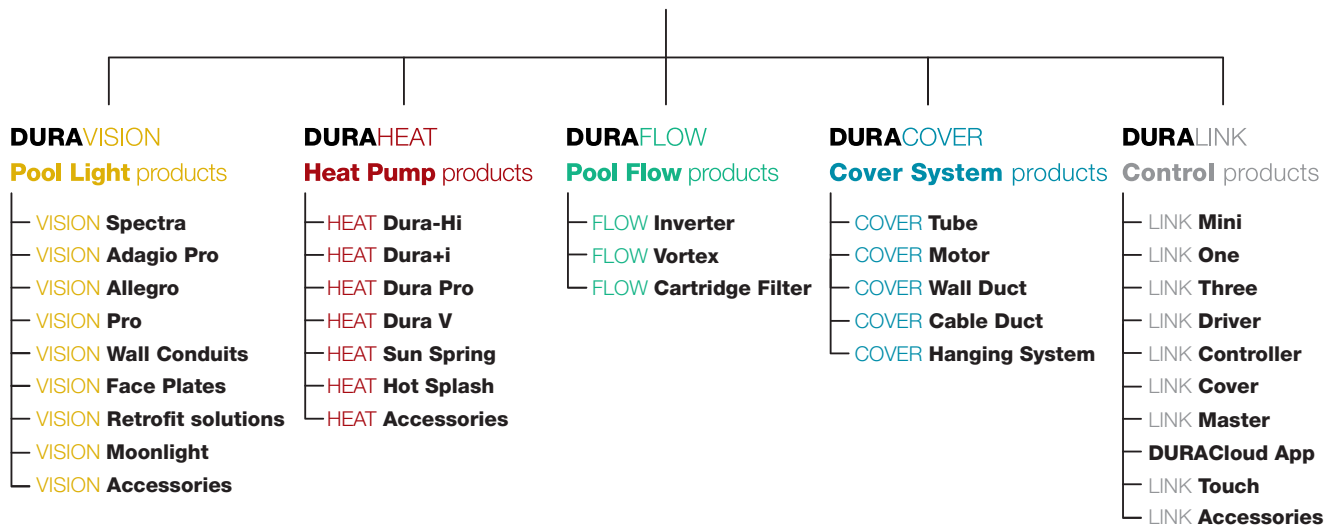 DURAVISION
Pool Light products
VISION Spectra
VISION Adagio Pro
VISION Allegro
VISION Pro
VISION Wall Conduits
VISION Face Plates
VISION Retrofit solutions
VISION Moonlight
VISION Accessories
DURAHEAT
Heat Pump products
HEAT Dura-Hi
HEAT Dura+i
HEAT Dura Pro
HEAT Dura V
HEAT Sun Spring
HEAT Hot Splash
HEAT Accessories
DURAFLOW
Pool Flow products
FLOW Inverter
FLOW Vortex
FLOW Cartridge Filter
DURACOVER
Cover System products
COVER Tube
COVER Motor
COVER Wall Duct
COVER Cable Duct
COVER Hanging System
DURALINK
Control products
LINK Mini
LINK One
LINK Three
LINK Driver
LINK Controller
LINK Cover
LINK Master
DURACloud App
LINK Touch
LINK Accessories